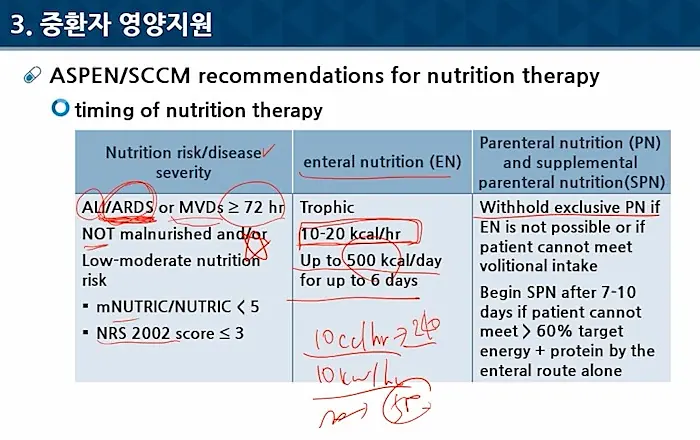 3. 중환자 영양지원
ASPEN/SCCM recommendations for nutrition therapy
timing of nutrition therapy
Nutrition risk/disease
severity
enteral nutrition (EN)
Parenteral nutrition (PN)
and supplemental
parenteral nutrition(SPN)
ALI/ARDS or MVDs ≥ 72 hr
NOT malnurished and/or
Low-moderate nutrition
risk
▪ mNUTRIC/NUTRIC < 5
▪ NRS 2002 score ≤ 3
Trophic
10-20 kcal/hr
Up to 500 kcal/day
for up to 6 days
10cc/hr → 240
Withhold exclusive PN if
EN is not possible or if
patient cannot meet
volitional intake
Begin SPN after 7-10
days if patient cannot
meet > 60% target
energy + protein by the
enteral route alone